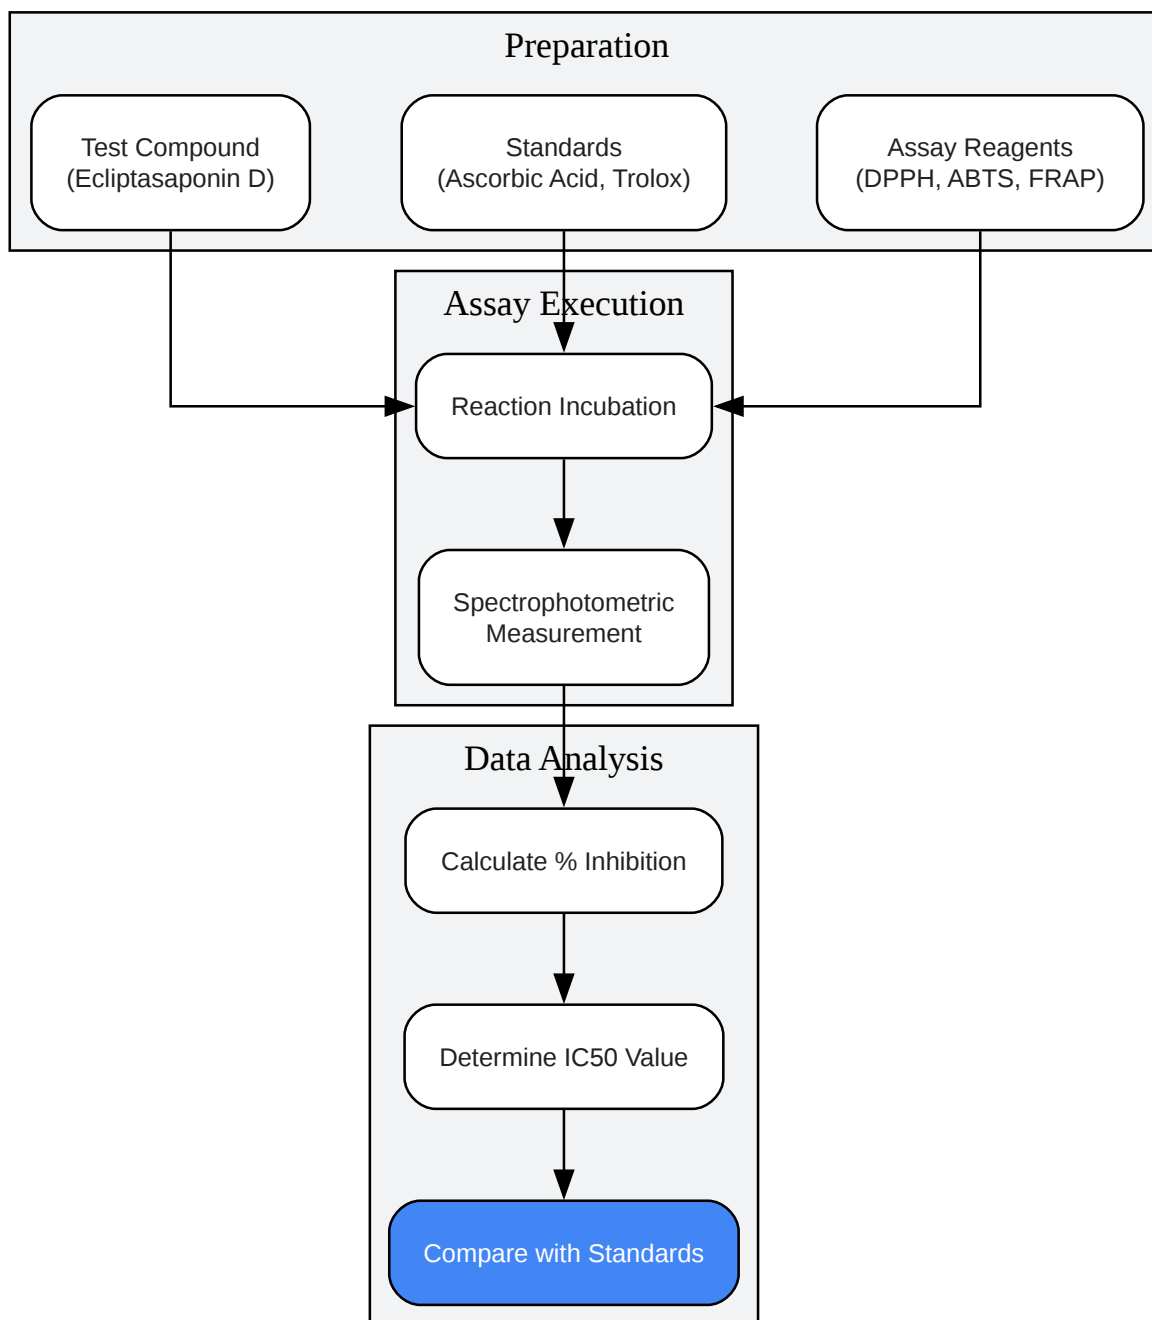 Preparation
Test Compound
(Ecliptasaponin D)
Standards
(Ascorbic Acid, Trolox)
Assay Reagents
(DPPH, ABTS, FRAP)
Assay Execution
Reaction Incubation
Spectrophotometric
Measurement
Data Analysis
Calculate % Inhibition
Determine IC50 Value
Compare with Standards